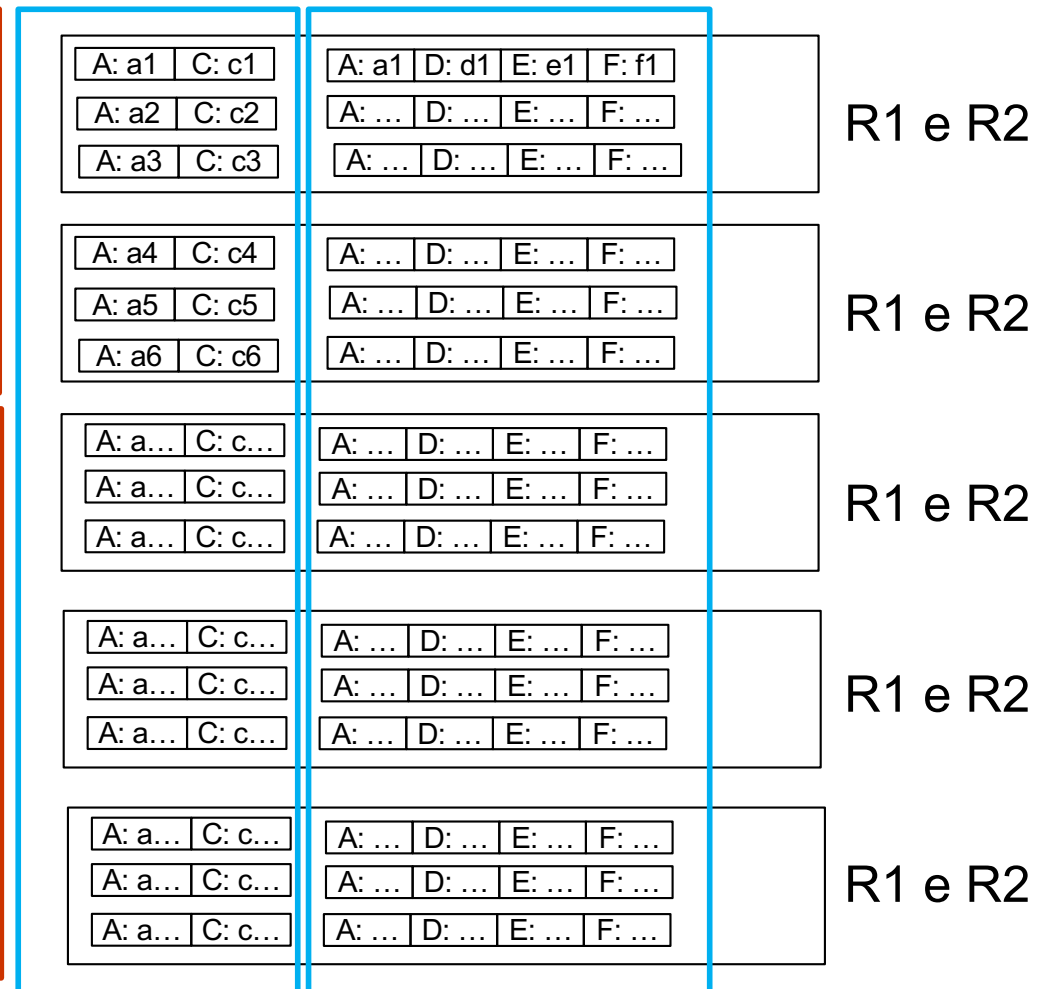 A: a1 C: c1 A: a1 D: d1 E: e1 F: f1
A: a2 C: c2 A: … D: … E: … F: …
R1 e R2
A: a3 C: c3 A: … D: … E: … F: …
A: a4 C: c4 A: … D: … E: … F: …
A: a5 C: c5 A: … D: … E: … F: …
R1 e R2
A: a6 C: c6 A: … D: … E: … F: …
A: a… C: c… A: … D: … E: … F: …
A: a… C: c… A: … D: … E: … F: …
R1 e R2
A: a… C: c… A: … D: … E: … F: …
A: a… C: c… A: … D: … E: … F: …
A: a… C: c… A: … D: … E: … F: …
R1 e R2
A: a… C: c… A: … D: … E: … F: …
A: a… C: c… A: … D: … E: … F: …
A: a… C: c… A: … D: … E: … F: …
R1 e R2
A: a… C: c… A: … D: … E: … F: …